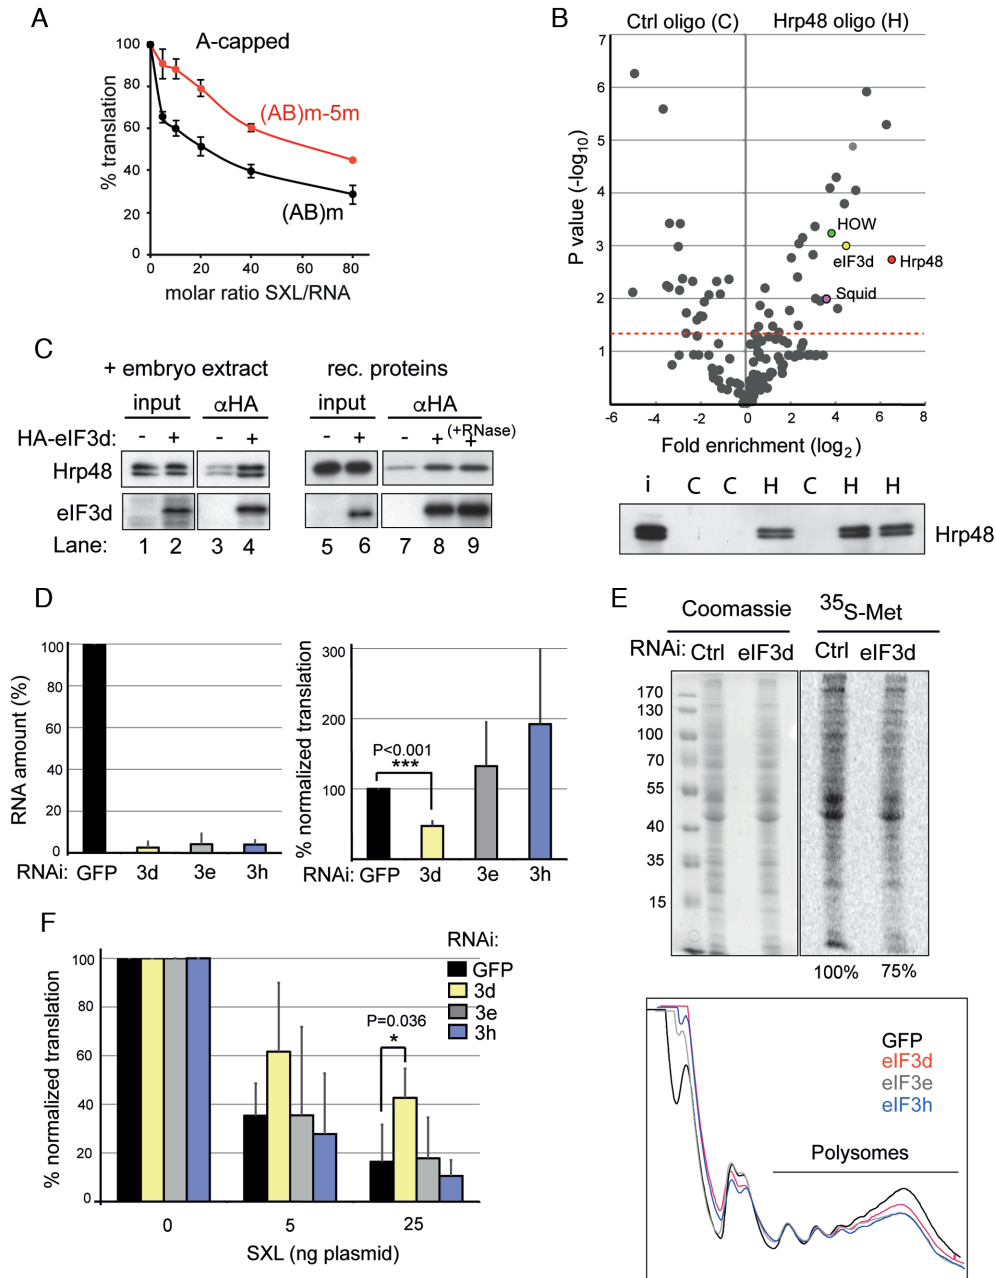 A
A-capped
% translation
100
80
60
40
20
0
(AB)m-5m
(AB)m
0 20 40 60 80
molar ratio SXL/RNA
B
Ctrl oligo (C) Hrp48 oligo (H)
P value (-log10)
7
6
5
4
3
2
1
HOW
eIF3d
Hrp48
Squid
-6 -4 -2 0 2 4 6 8
Fold enrichment (log2)
i C C H C H H
Hrp48
C
+ embryo extract rec. proteins
input αHA input αHA
HA-eIF3d: - + - + - + - + (+RNase) +
Hrp48
eIF3d
Lane: 1 2 3 4 5 6 7 8 9
D
RNA amount (%)
100
80
60
40
20
0
RNAi: GFP 3d 3e 3h
% normalized translation
300
200
100
0
P<0.001
***
RNAi: GFP 3d 3e 3h
E
Coomassie 35S-Met
RNAi: Ctrl eIF3d Ctrl eIF3d
170
130
100
70
55
40
35
15
100% 75%
GFP
eIF3d
eIF3e
eIF3h
Polysomes
F
% normalized translation
100
80
60
40
20
0
RNAi:
GFP
3d
3e
3h
P=0.036
*
0 5 25
SXL (ng plasmid)